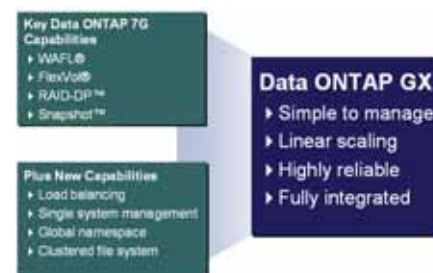 Key Data ONTAP 7G
Capabilities
WAFL®
FlexVol®
RAID-DP™
Snapshot™
Plus New Capabilities
Load balancing
Single system management
Global namespace
Clustered file system
Data ONTAP GX
Simple to manage
Linear scaling
Highly reliable
Fully integrated